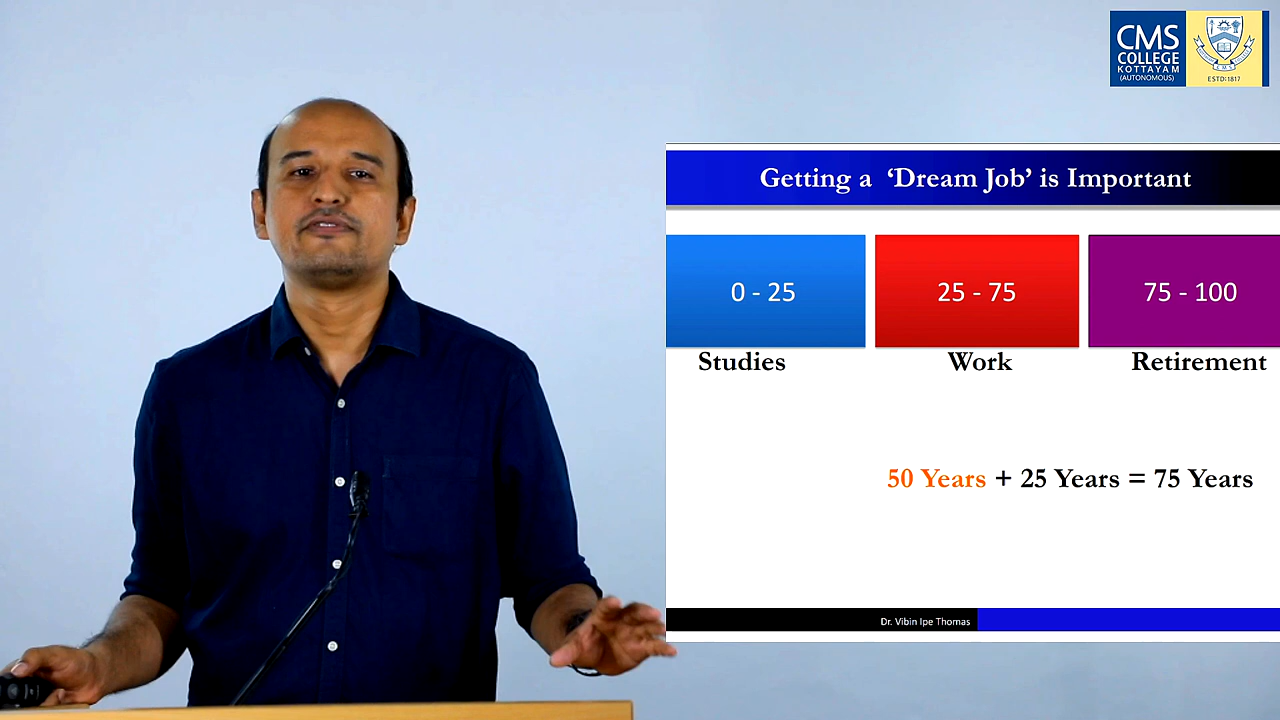 CMS
COLLEGE
KOTTAYAM
(AUTONOMOUS)
CMS
ESTD:1817
Getting a 'Dream Job' is Important
0 - 25
25 - 75
75 - 100
Studies
Work
Retirement
50 Years + 25 Years = 75 Years
Dr. Vibin Ipe Thomas